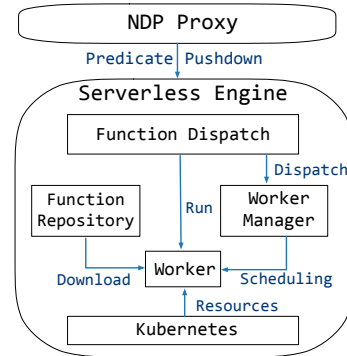 NDP Proxy
Predicate Pushdown
Serverless Engine
Function Dispatch
Dispatch
Function
Repository
Run
Worker
Manager
Download
Worker
Scheduling
Resources
Kubernetes